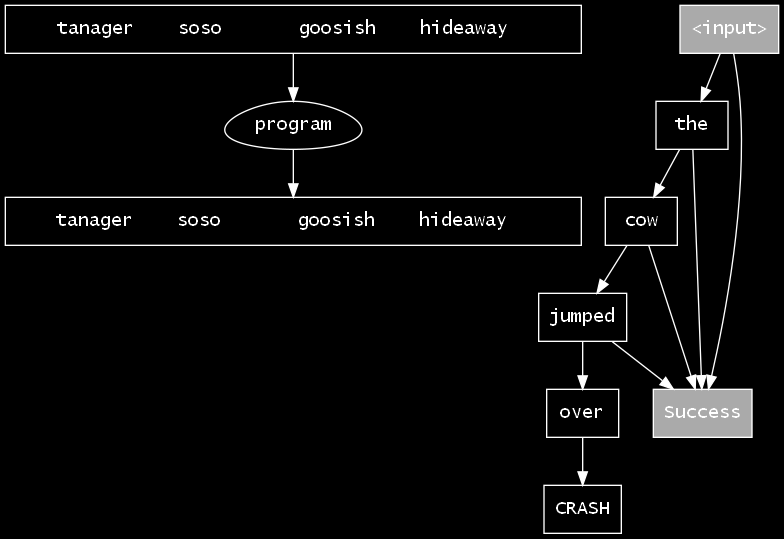 tanager soso goosish hideaway
<input>
program
the
tanager soso goosish hideaway
cow
jumped
over
Success
CRASH